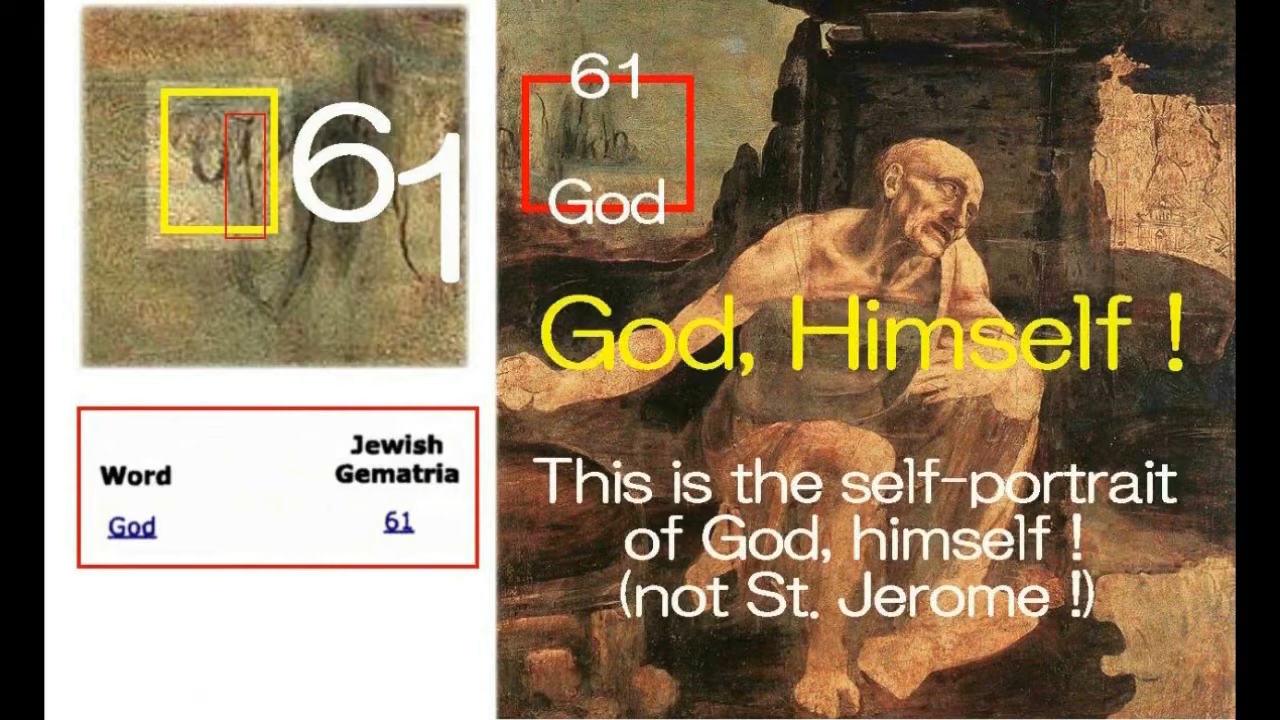 61
Word
Jewish Gematria
God
61
61
God
God, Himself !
This is the self-portrait
of God, himself !
(not St. Jerome !)